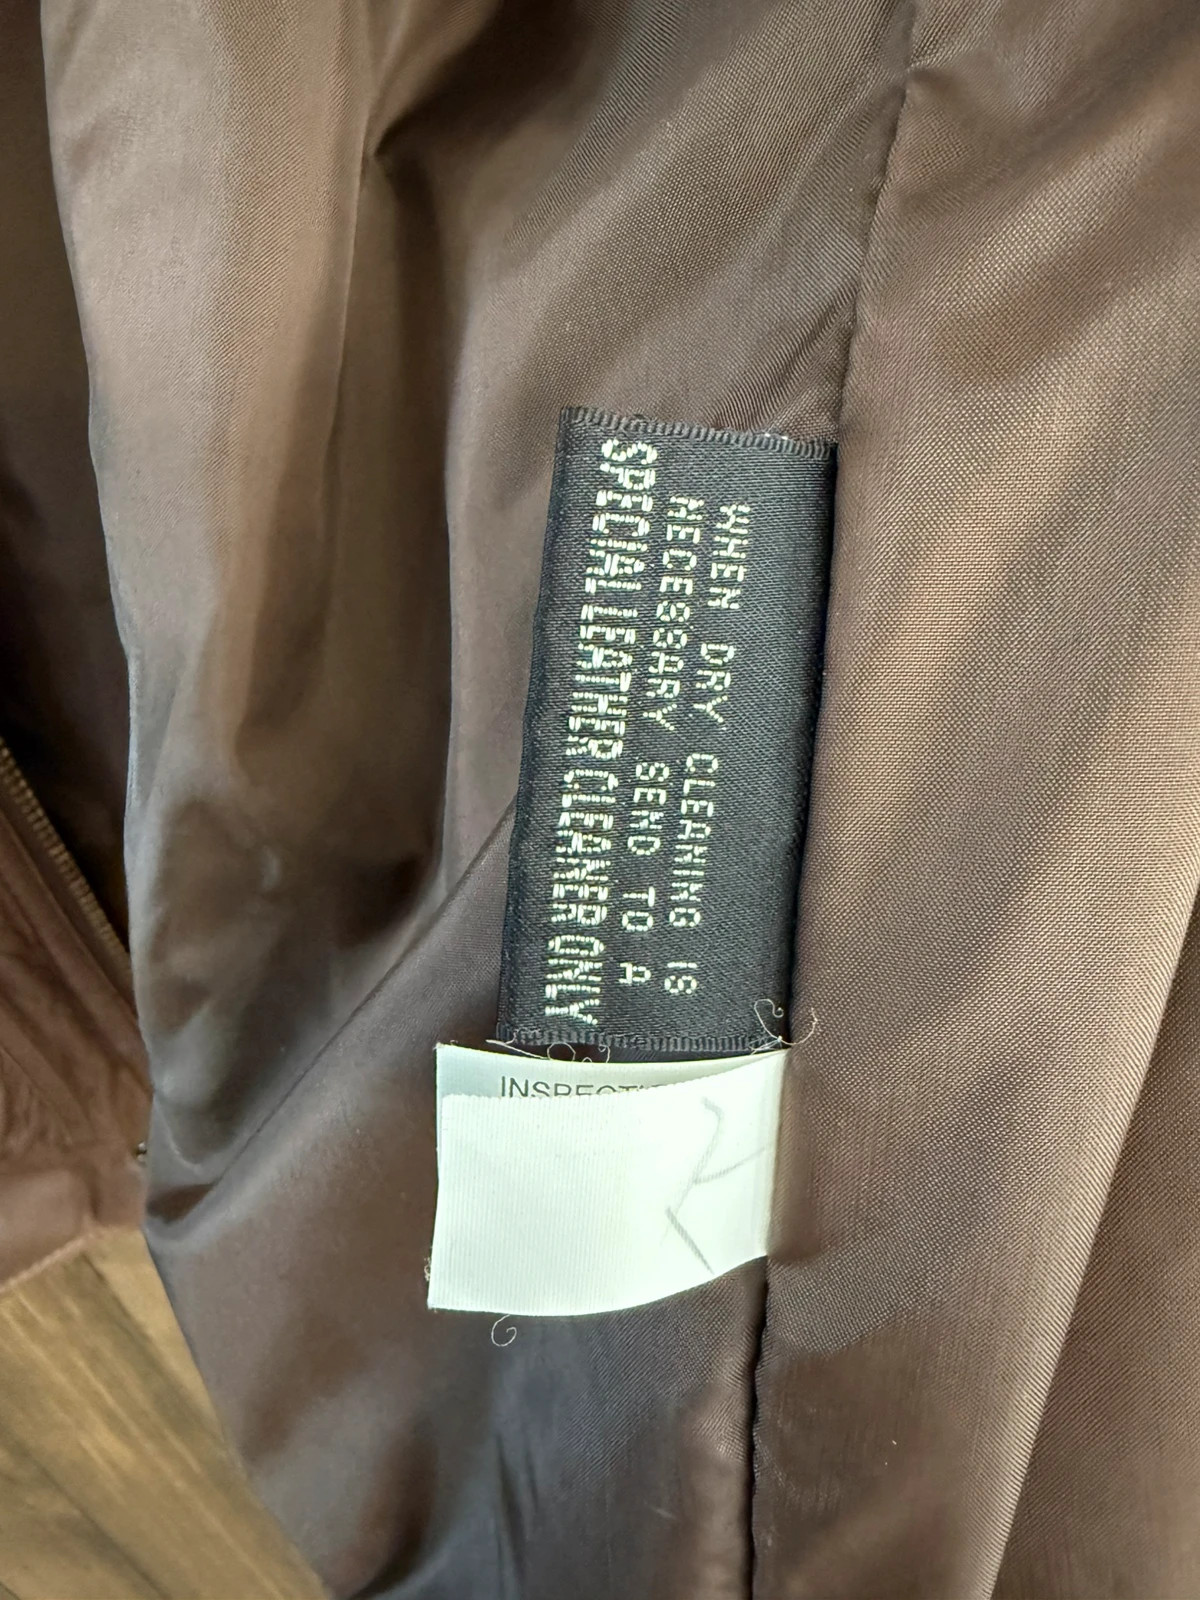 WHEN DRY CLEANING IS
NECESSARY SEND TO A
SPECIAL LEATHER CLEANER ONLY